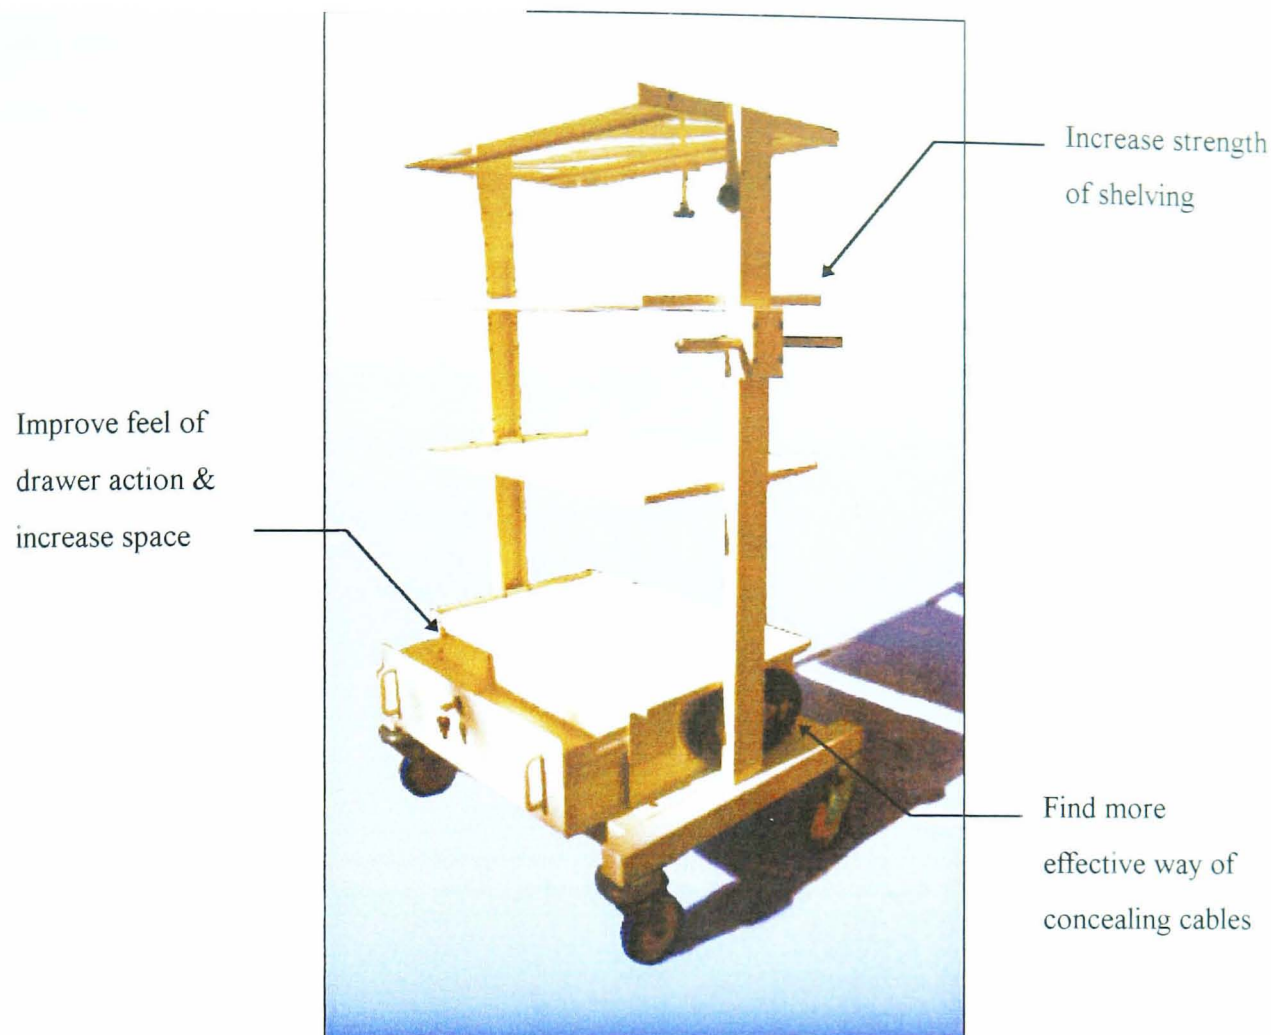 Increase strength
of shelving
Improve feel of
drawer action &
increase space
Find more
effective way of
concealing cables